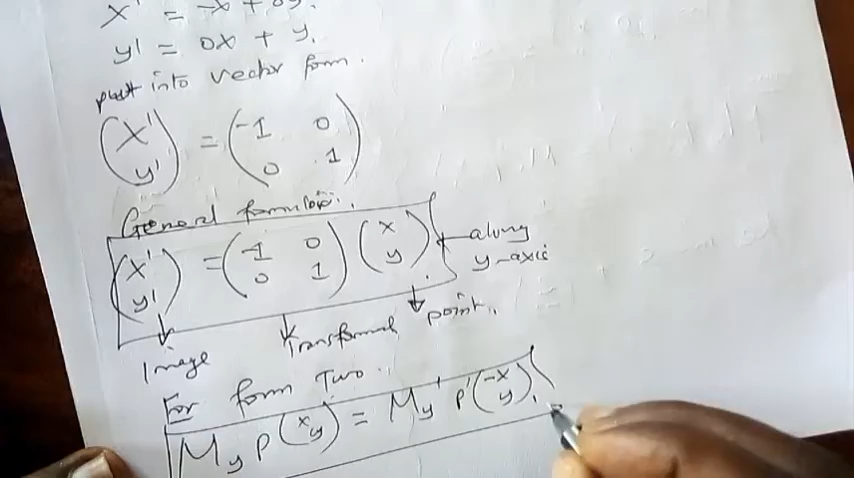 x' = -x + 0y.
y' = 0x + y.
put into vector form.
(x' y') = (-1 0 0 1)
General formular.
(x' y') = (-1 0 0 1) (x y) ← along y-axis
Image Transformed point.
For form Two.
My P(x y) = My' P'(-x y)